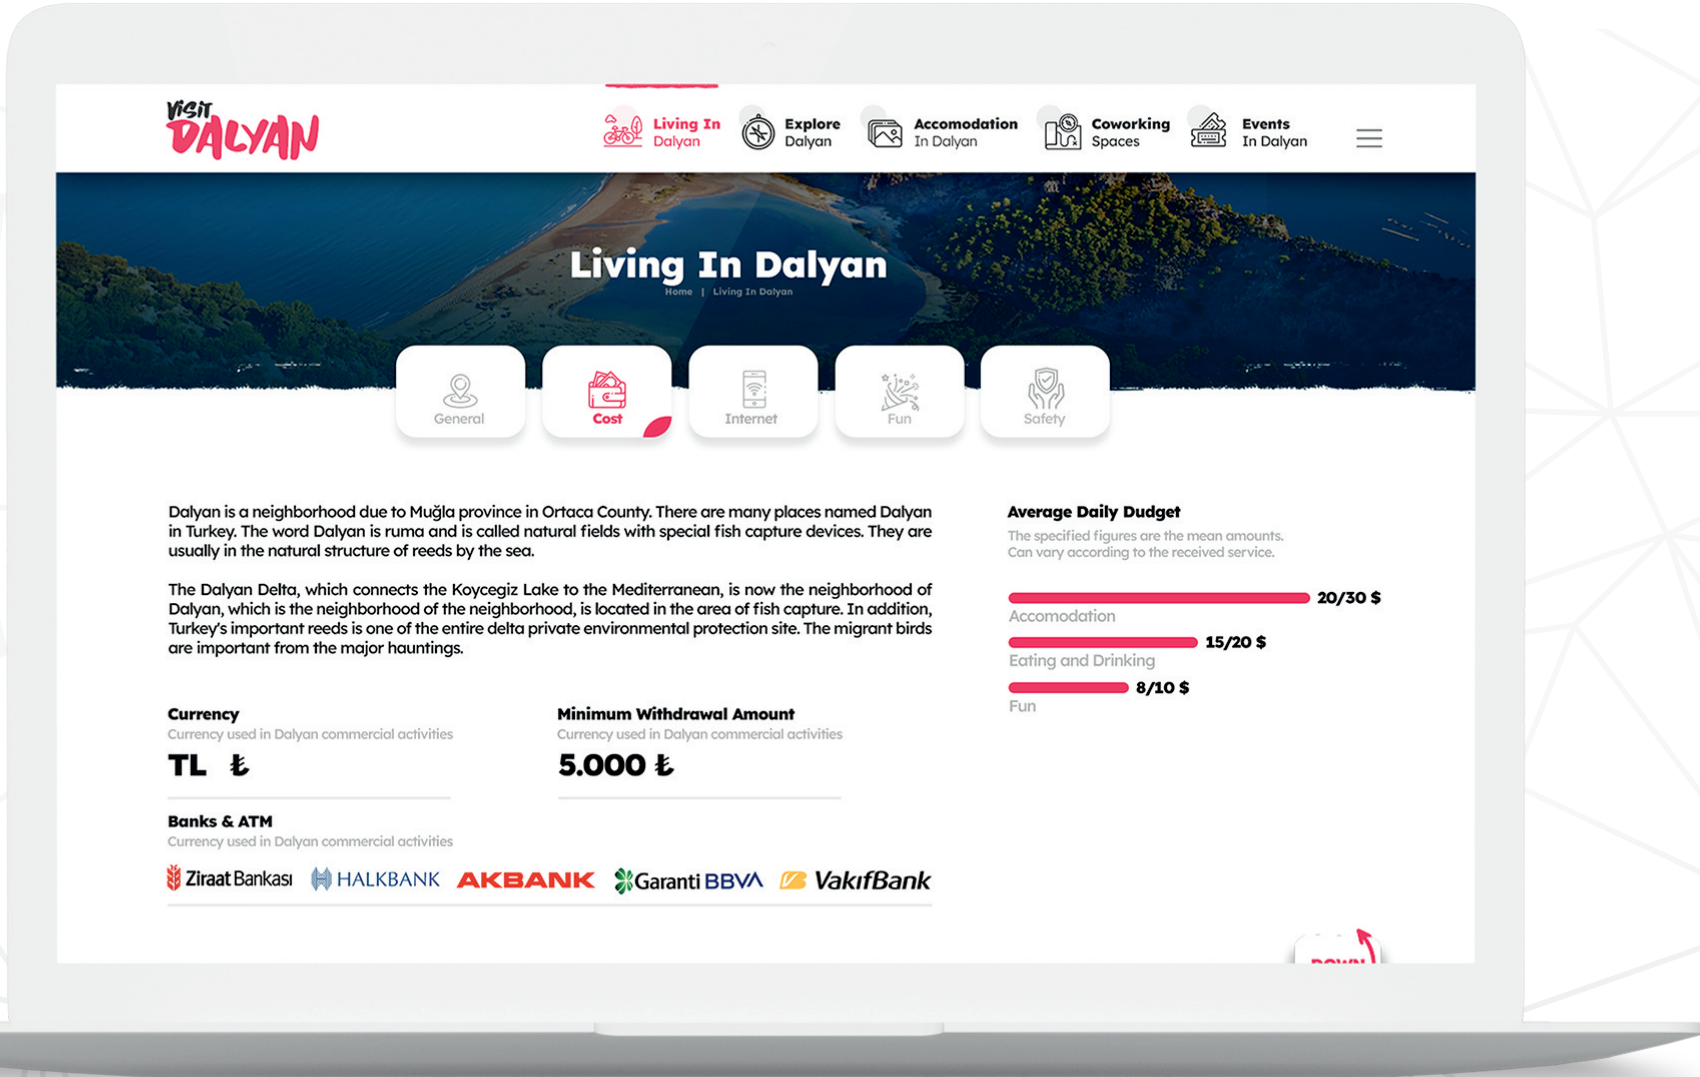 VISIT
DALYAN
Living In
Dalyan
Explore
Dalyan
Accomodation
In Dalyan
Coworking
Spaces
Events
In Dalyan
Living In Dalyan
Home | Living In Dalyan
General
Cost
Internet
Fun
Safety
Dalyan is a neighborhood due to Muğla province in Ortaca County. There are many places named Dalyan
in Turkey. The word Dalyan is ruma and is called natural fields with special fish capture devices. They are
usually in the natural structure of reeds by the sea.
The Dalyan Delta, which connects the Koycegiz Lake to the Mediterranean, is now the neighborhood of
Dalyan, which is the neighborhood of the neighborhood, is located in the area of fish capture. In addition,
Turkey's important reeds is one of the entire delta private environmental protection site. The migrant birds
are important from the major hauntings.
Currency
Currency used in Dalyan commercial activities
TL ₺
Minimum Withdrawal Amount
Currency used in Dalyan commercial activities
5.000 ₺
Banks & ATM
Currency used in Dalyan commercial activities
Ziraat Bankası HALKBANK AKBANK Garanti BBVA VakıfBank
Average Daily Dudget
The specified figures are the mean amounts.
Can vary according to the received service.
20/30 $
Accomodation
15/20 $
Eating and Drinking
8/10 $
Fun
DOWN